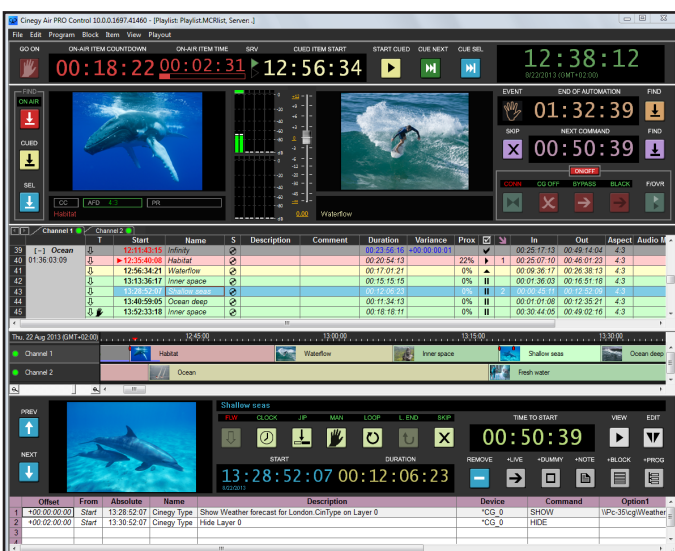 Cinegy Air PRO Control 10.0.0.1697.41460 - [Playlist: Playlist.MCRlist, Server: .]
File Edit Program Block Item View Playout
GO ON ON-AIR ITEM COUNTDOWN ON-AIR ITEM TIME SRV CUED ITEM START START CUED CUE NEXT CUE SEL
00:18:22 00:02:31 12:56:34 12:38:12
8/22/2013 (GMT+02:00)
FIND EVENT END OF AUTOMATION FIND
ON-AIR
01:32:39
CUED
SKIP NEXT COMMAND FIND
X 00:50:39
SEL
ON/OFF
CONN CG OFF BYPASS BLACK F/OVR
CC AFD 4:3 PR
Habitat 0.00 Waterflow
Channel 1 Channel 2
T Start Name S Description Comment Duration Variance Prox In Out Aspect Audio M
39 [-] Ocean 12:11:43:15 Infinity 00:23:56:16 +00:00:00:01 00:25:17:13 00:49:14:04 4:3
40 01:36:03:09 12:35:40:08 Habitat 00:20:54:13 22% 1 00:25:07:10 00:46:01:23 4:3
41 12:56:34:21 Waterflow 00:17:01:21 0% 00:09:36:17 00:26:38:13 4:3
42 13:13:36:17 Inner space 00:15:15:15 0% 00:01:36:03 00:16:51:18 4:3
43 13:28:52:07 Shallow seas 00:12:06:23 0% 2 00:00:45:11 00:12:52:09 4:3
44 13:40:59:05 Ocean deep 00:11:34:13 0% 00:01:01:08 00:12:35:21 4:3
45 13:52:33:18 Inner space 00:18:18:11 0% 00:30:44:05 00:49:02:16 4:3
Thu, 22 Aug 2013 (GMT+02:00) 12:45:00 13:00:00 13:15:00 13:30:00
Channel 1 Habitat Waterflow Inner space Shallow seas Ocean deep
Channel 2 Ocean Fresh water
Shallow seas
PREV FLW CLOCK JIP MAN LOOP L. END SKIP TIME TO START VIEW EDIT
X 00:50:39
NEXT START DURATION REMOVE +LIVE +DUMMY +NOTE +BLOCK +PROG
13:28:52:07 00:12:06:23
8/22/2013
Offset From Absolute Name Description Device Command Option1
1 +00:00:00:00 Start 13:28:52:07 Cinegy Type Show Weather forecast for London.CinType on Layer 0 *CG_0 SHOW \\Pc-35\cg\Weather
2 +00:02:00:00 Start 13:30:52:07 Cinegy Type Hide Layer 0 *CG_0 HIDE
3